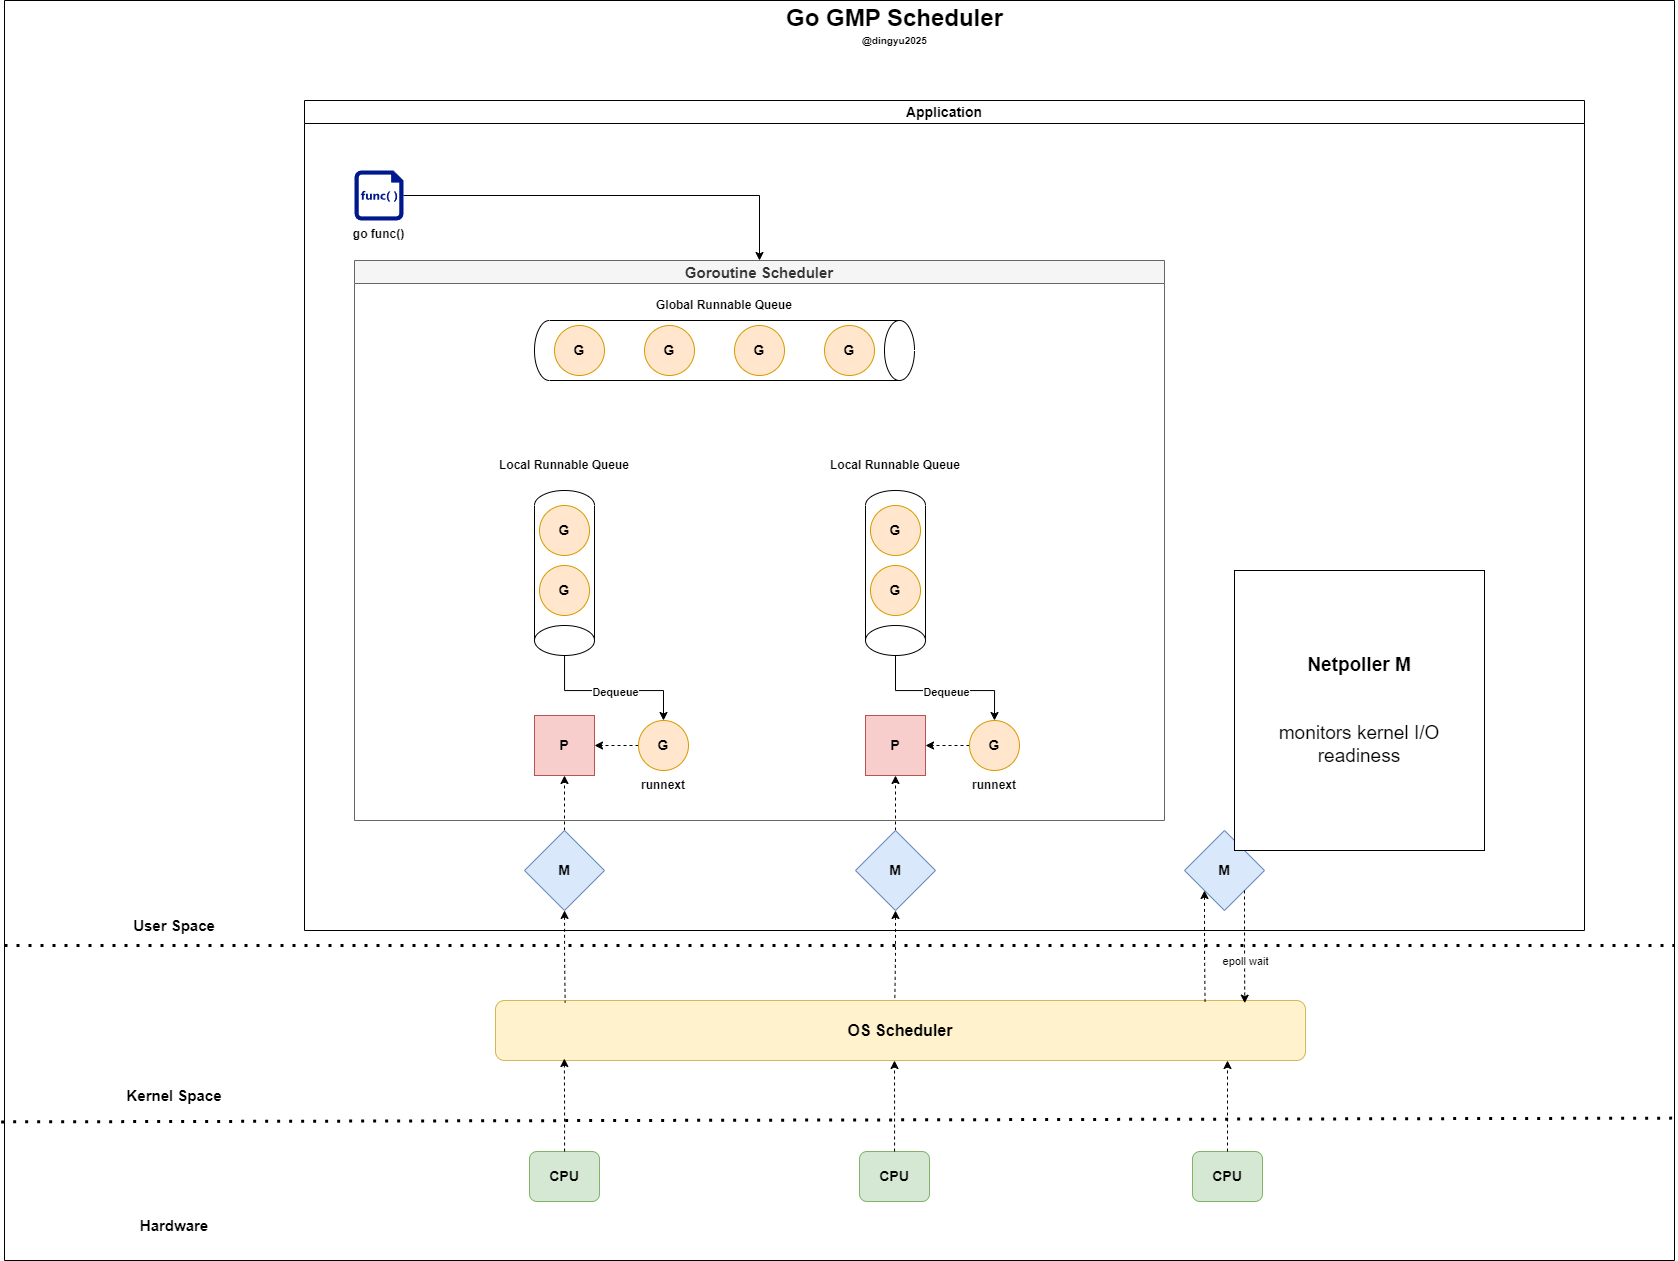 Go GMP Scheduler
@dingyu2025
Application
func( )
go func()
Goroutine Scheduler
Global Runnable Queue
G
G
G
G
Local Runnable Queue
Local Runnable Queue
G
G
G
G
Dequeue
Dequeue
P
G
P
G
runnext
runnext
Netpoller M
monitors kernel I/O
readiness
M
M
M
User Space
epoll wait
OS Scheduler
Kernel Space
CPU
CPU
CPU
Hardware